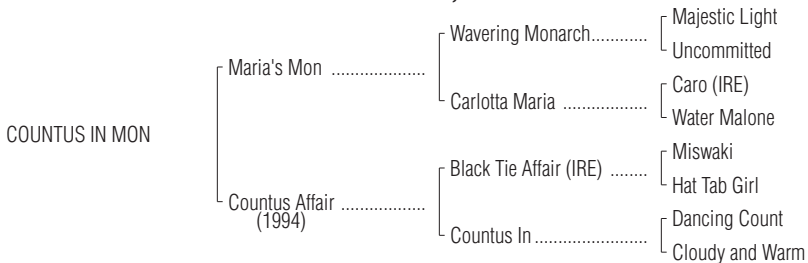 Majestic Light
Wavering Monarch............
Uncommitted
Maria's Mon ....................
Caro (IRE)
Carlotta Maria ..................
Water Malone
COUNTUS IN MON
Miswaki
Black Tie Affair (IRE) ........
Hat Tab Girl
Countus Affair ..................
(1994)
Dancing Count
Countus In........................
Cloudy and Warm